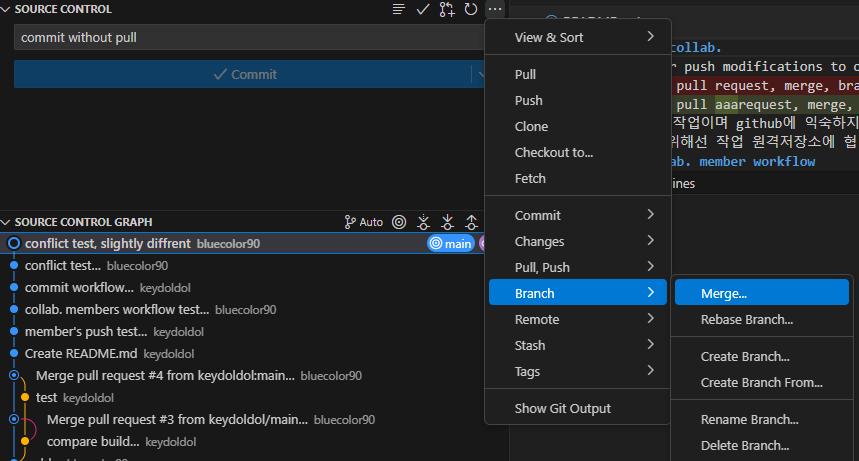 SOURCE CONTROL
commit without pull
Commit
SOURCE CONTROL GRAPH
Auto
conflict test, slightly diffrent bluecolor90
main
conflict test... bluecolor90
commit workflow... keydoldol
collab. members workflow test... bluecolor90
member's push test... keydoldol
Create README.md keydoldol
Merge pull request #4 from keydoldol:main... bluecolor90
test keydoldol
Merge pull request #3 from keydoldol/main... bluecolor90
compare build... keydoldol
View & Sort
Pull
Push
Clone
Checkout to...
Fetch
Commit
Changes
Pull, Push
Branch
Remote
Stash
Tags
Show Git Output
Merge...
Rebase Branch...
Create Branch...
Create Branch From...
Rename Branch...
Delete Branch...
collab.
r push modifications to o
pull request, merge, bra
pull aaarequest, merge,
작업이며 github에 익숙하지
위해선 작업 원격저장소에 협
ab. member workflow
ines